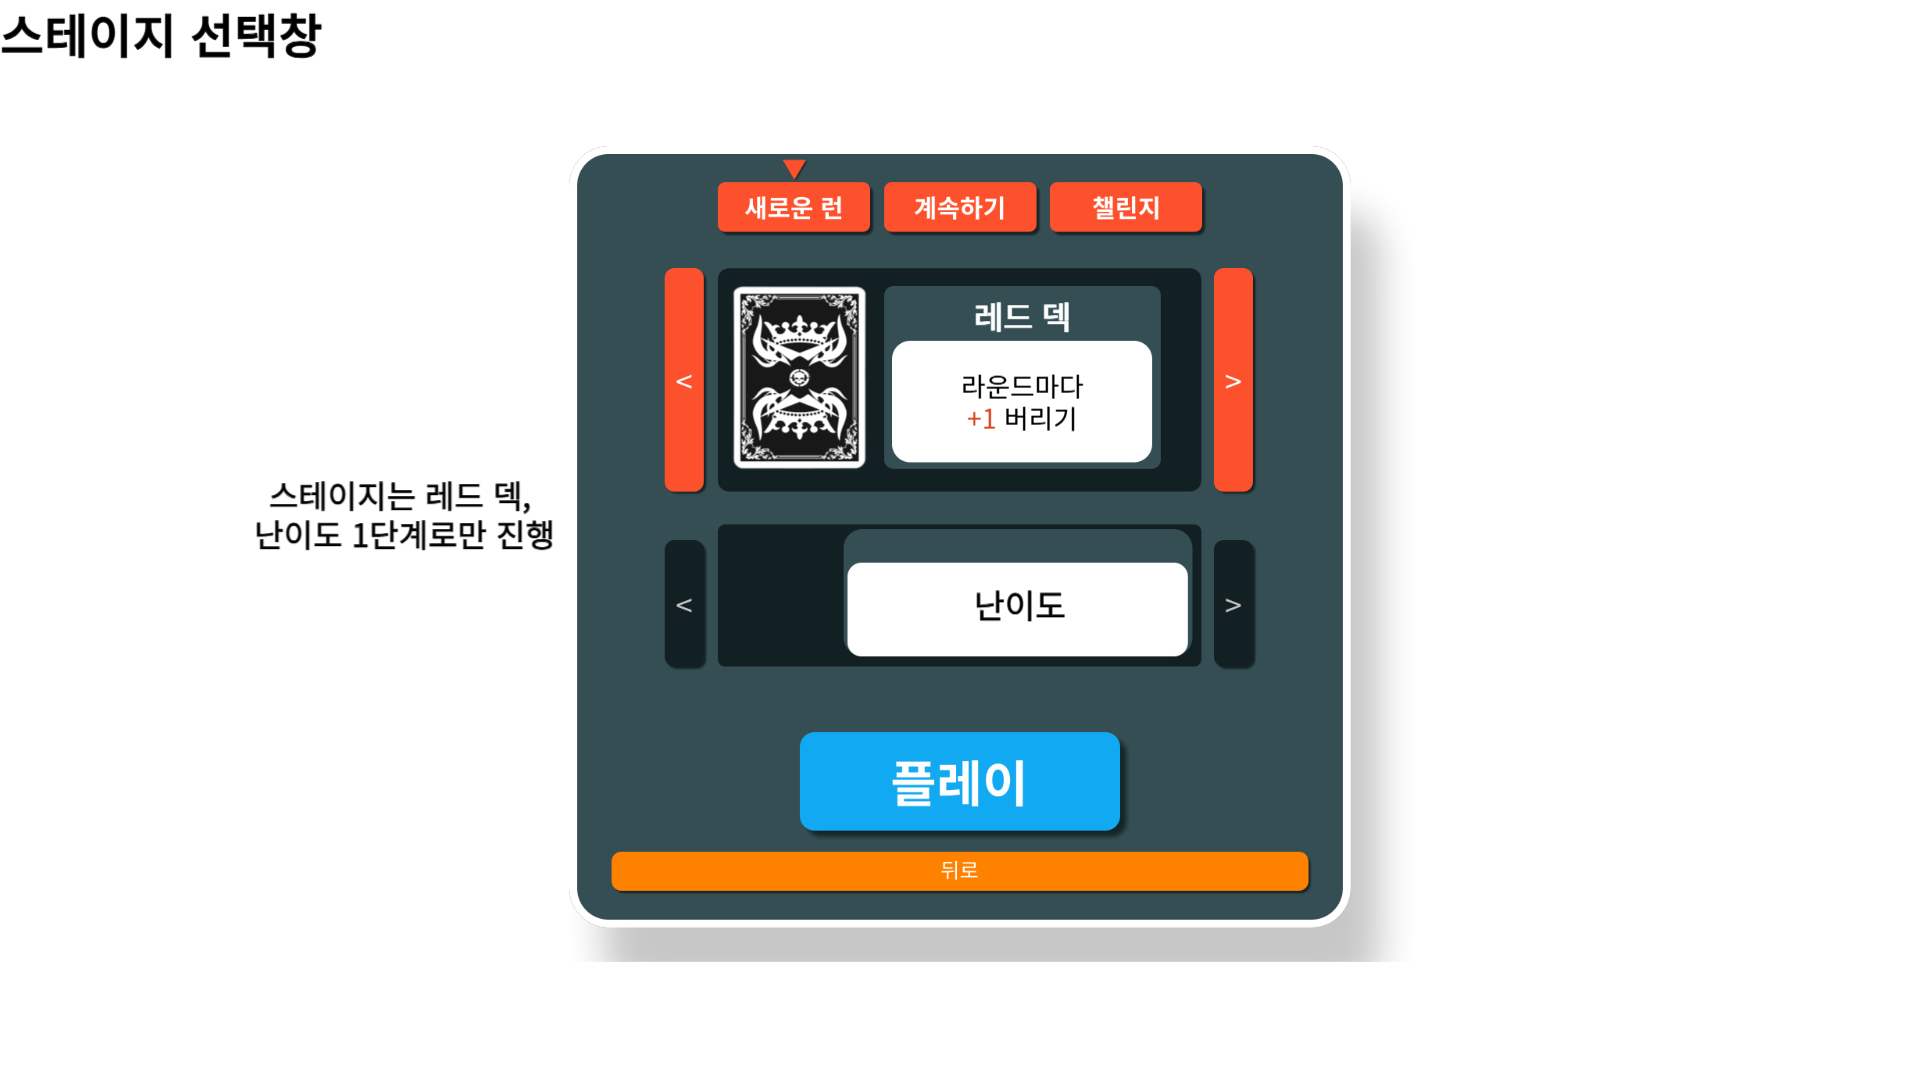 스테이지 선택창
새로운 런
계속하기
챌린지
<
레드 덱
라운드마다
+1 버리기
>
스테이지는 레드 덱,
난이도 1단계로만 진행
<
난이도
>
플레이
뒤로